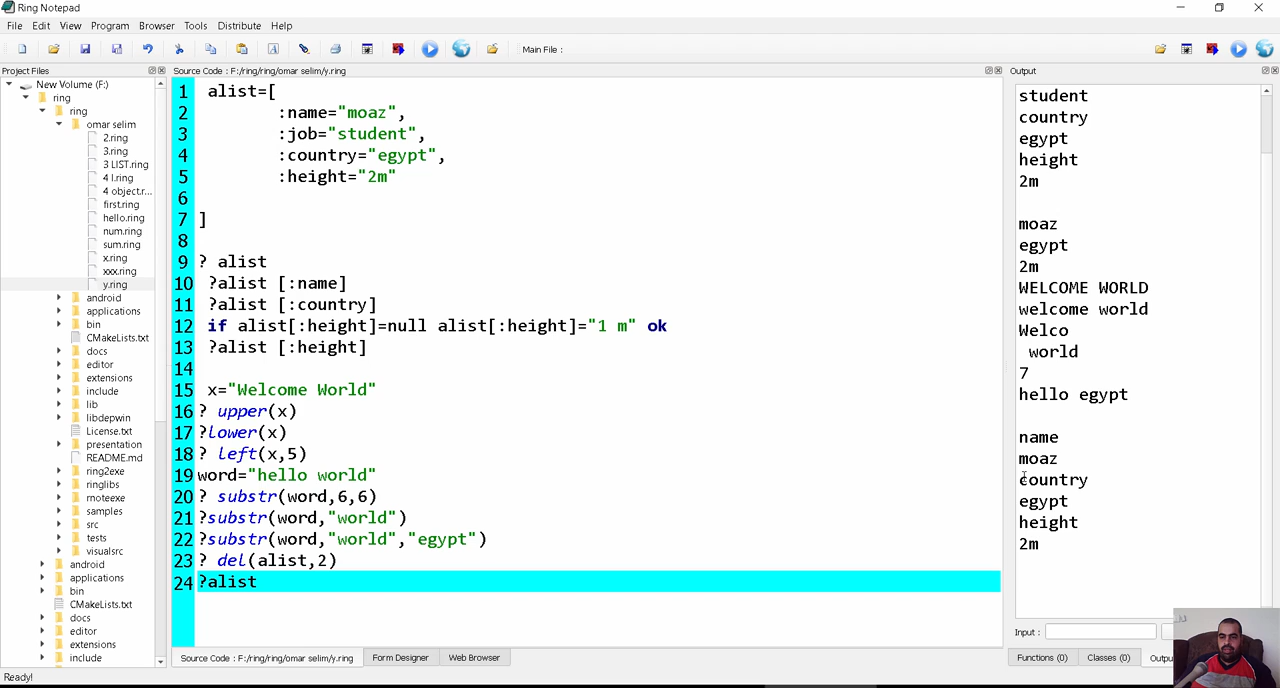 Ring Notepad
File Edit View Program Browser Tools Distribute Help
Main File :
Project Files
New Volume (F:)
ring
ring
omar selim
2.ring
3.ring
3 LIST.ring
4 l.ring
4 object.r...
first.ring
hello.ring
num.ring
sum.ring
x.ring
xxx.ring
y.ring
android
applications
bin
CMakeLists.txt
docs
editor
extensions
include
lib
libdepwin
License.txt
presentation
README.md
ring2exe
ringlibs
rnoteexe
samples
src
tests
visualsrc
android
applications
bin
CMakeLists.txt
docs
editor
extensions
include
Source Code : F:/ring/ring/omar selim/y.ring
1 alist=[
2 :name="moaz",
3 :job="student",
4 :country="egypt",
5 :height="2m"
6
7 ]
8
9 ? alist
10 ?alist [:name]
11 ?alist [:country]
12 if alist[:height]=null alist[:height]="1 m" ok
13 ?alist [:height]
14
15 x="Welcome World"
16 ? upper(x)
17 ?lower(x)
18 ? left(x,5)
19 word="hello world"
20 ? substr(word,6,6)
21 ?substr(word,"world")
22 ?substr(word,"world","egypt")
23 ? del(alist,2)
24 ?alist
Source Code : F:/ring/ring/omar selim/y.ring Form Designer Web Browser
Output
student
country
egypt
height
2m
moaz
egypt
2m
WELCOME WORLD
welcome world
Welco
world
7
hello egypt
name
moaz
country
egypt
height
2m
Input :
Functions (0) Classes (0)
Ready!